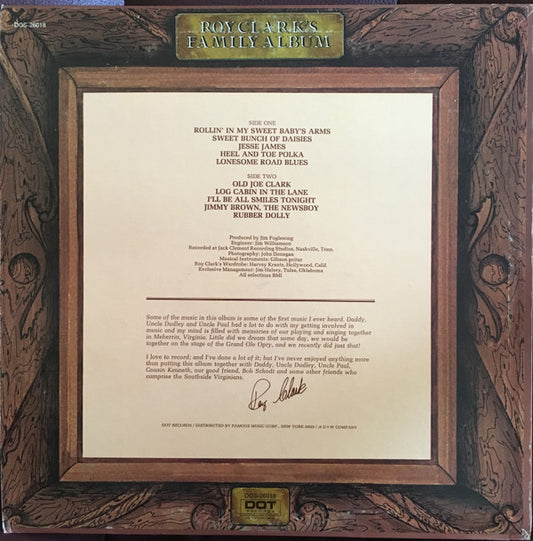 DOS-26018
ROY CLARK'S
FAMILY ALBUM
SIDE ONE
ROLLIN' IN MY SWEET BABY'S ARMS
SWEET BUNCH OF DAISIES
JESSE JAMES
HEEL AND TOE POLKA
LONESOME ROAD BLUES
SIDE TWO
OLD JOE CLARK
LOG CABIN IN THE LANE
I'LL BE ALL SMILES TONIGHT
JIMMY BROWN, THE NEWSBOY
RUBBER DOLLY
Produced by Jim Foglesong
Engineer: Jim Williamson
Recorded at Jack Clement Recording Studios, Nashville, Tenn.
Photography: John Donegan
Musical Instruments: Gibson guitar
Roy Clark's Wardrobe: Harvey Krantz, Hollywood, Calif.
Exclusive Management: Jim Halsey, Tulsa, Oklahoma
All selections BMI
Some of the music in this album is some of the first music I ever heard. Daddy,
Uncle Dudley and Uncle Paul had a lot to do with my getting involved in
music and my mind is filled with memories of our playing and singing together
in Meherrin, Virginia. Little did we dream that some day, we would be
together on the stage of the Grand Ole Opry, and we recently did just that!
I love to record; and I've done a lot of it; but I've never enjoyed anything more
than putting this album together with Daddy, Uncle Dudley, Uncle Paul,
Cousin Kenneth, our good friend, Bob Schodt and some other friends who
comprise the Southside Virginians.
Roy Clark
DOT RECORDS / DISTRIBUTED BY FAMOUS MUSIC CORP., NEW YORK 10023 / A G+W COMPANY
DOS-26018
DOT
RECORDS